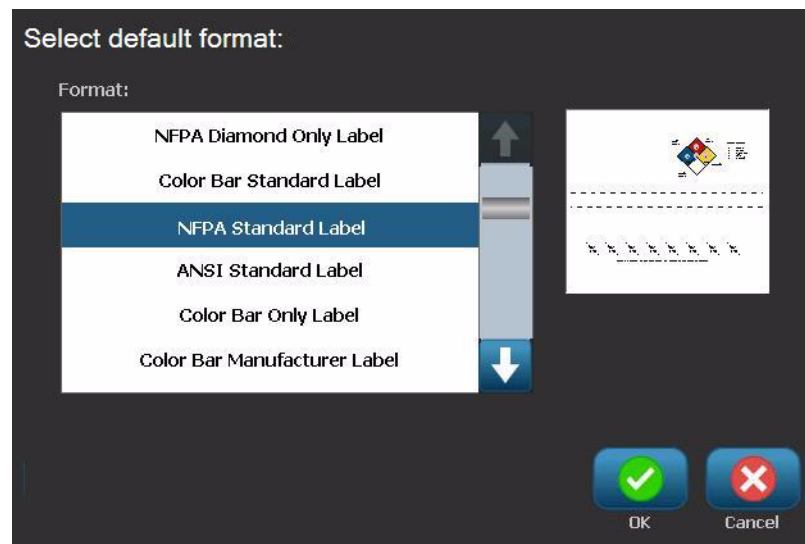 Select default format:
Format:
NFPA Diamond Only Label
Color Bar Standard Label
NFPA Standard Label
ANSI Standard Label
Color Bar Only Label
Color Bar Manufacturer Label
OK
Cancel